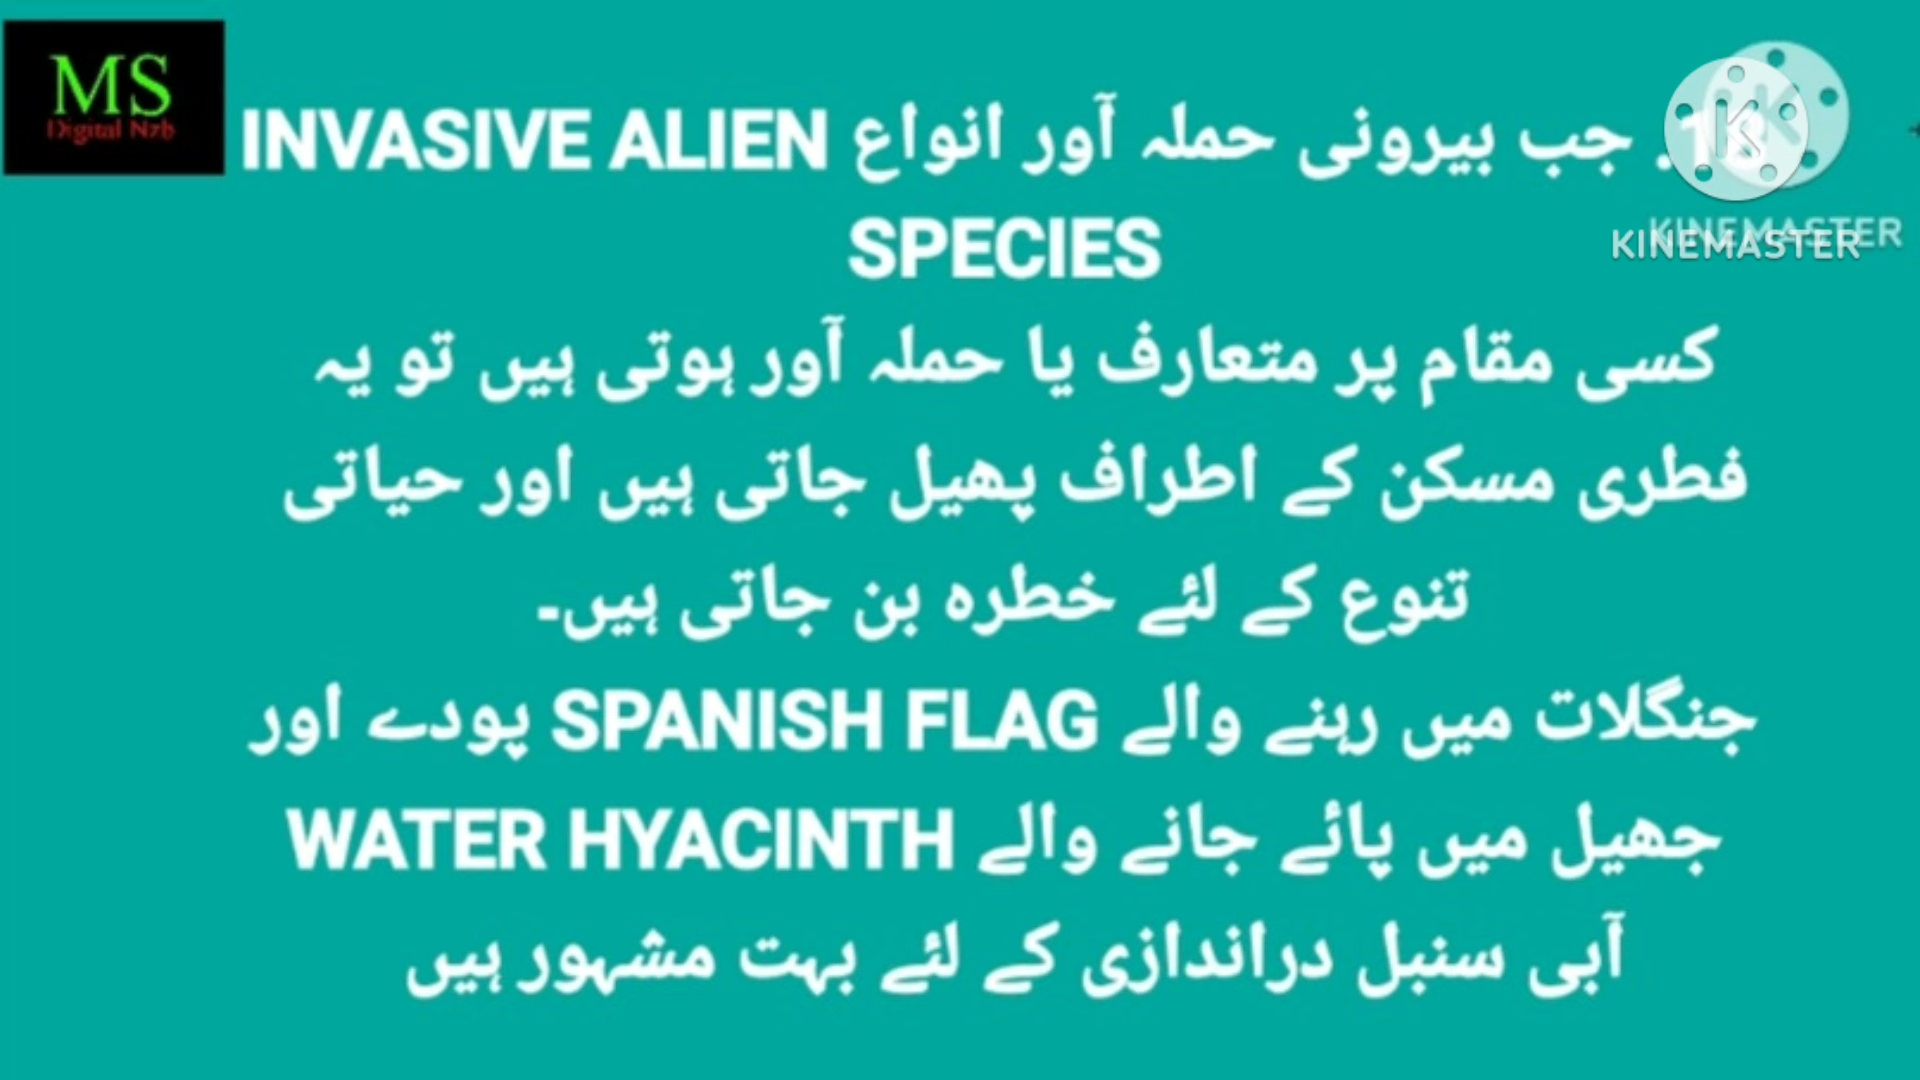 MS
Digital Nzb
جب بیرونی حملہ آور انواع INVASIVE ALIEN
SPECIES
کسی مقام پر متعارف یا حملہ آور ہوتی ہیں تو یہ
فطری مسکن کے اطراف پھیل جاتی ہیں اور حیاتی
تنوع کے لئے خطرہ بن جاتی ہیں۔
جنگلات میں رہنے والے SPANISH FLAG پودے اور
جھیل میں پائے جانے والے WATER HYACINTH
آبی سنبل دراندازی کے لئے بہت مشہور ہیں
KINEMASTER
KINEMASTER